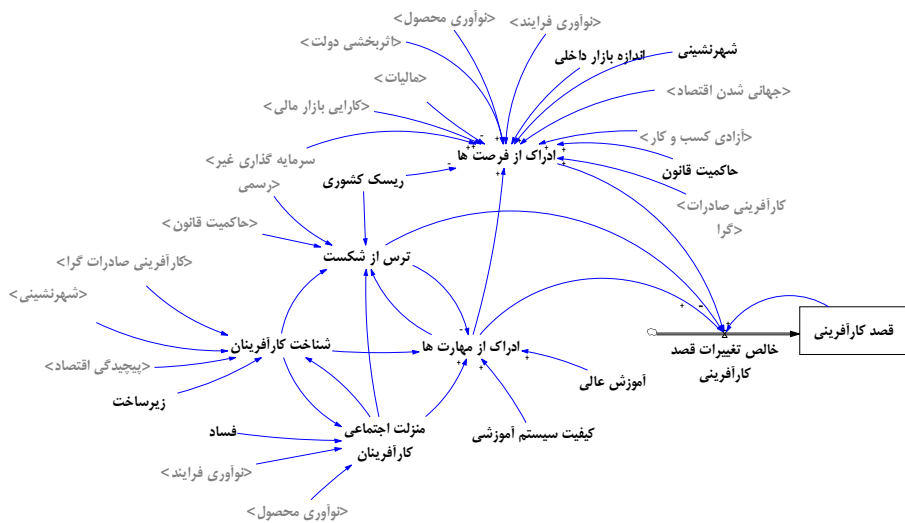 <نوآوری محصول>
<نوآوری فرایند>
<اثربخشی دولت>
اندازه بازار داخلی
شهرنشینی
<مالیات>
<جهانی شدن اقتصاد>
<کارایی بازار مالی>
<آزادی کسب و کار>
ادراک از فرصت ها
<سرمایه گذاری غیر
رسمی>
حاکمیت قانون
ریسک کشوری
<کارآفرینی صادرات
گرا>
<حاکمیت قانون>
ترس از شکست
<کارآفرینی صادرات گرا>
<شهرنشینی>
قصد کارآفرینی
شناخت کارآفرینان
ادراک از مهارت ها
خالص تغییرات قصد
کارآفرینی
<پیچیدگی اقتصاد>
آموزش عالی
زیرساخت
منزلت اجتماعی
کارآفرینان
فساد
کیفیت سیستم آموزشی
<نوآوری فرایند>
<نوآوری محصول>